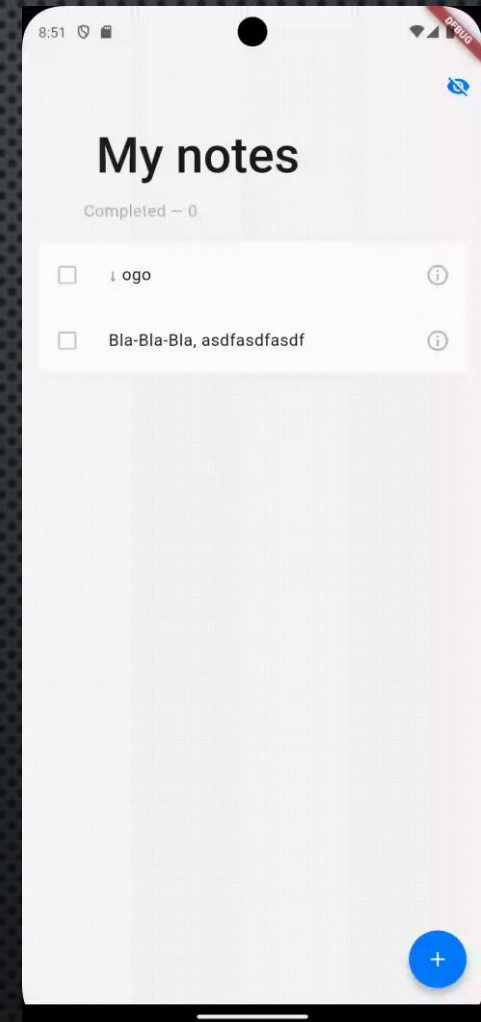 8:51
DEBUG
My notes
Completed — 0
↓ ogo
Bla-Bla-Bla, asdfasdfasdf
+